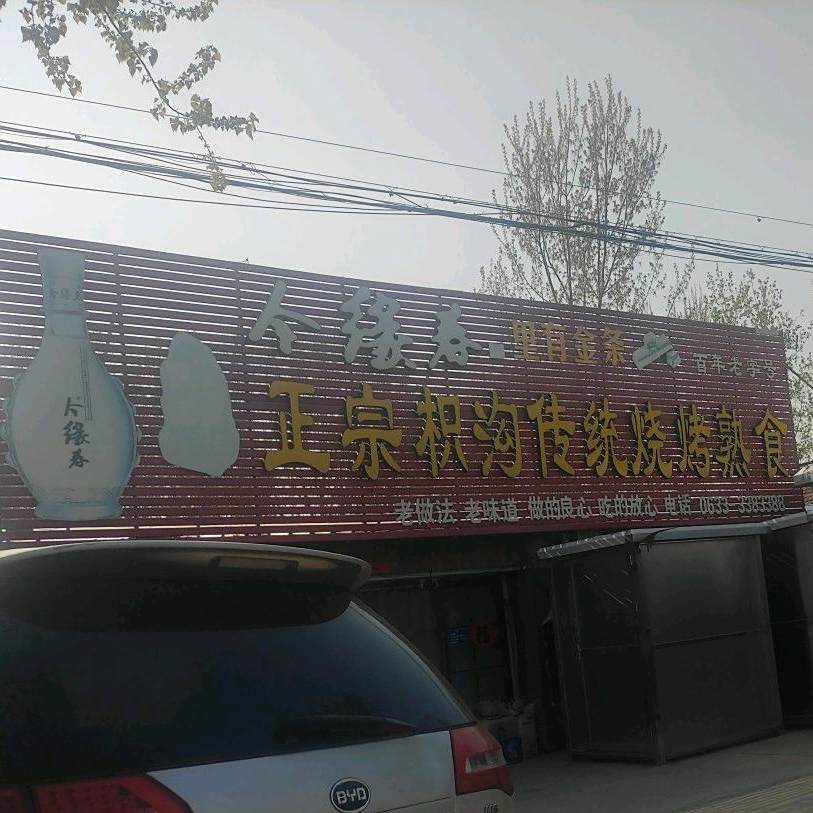 今缘春 里有金条
百年老字号
今缘春
正宗枳沟传统烧烤熟食
老做法 老味道 做的良心 吃的放心 电话 0633-3383388
BYD